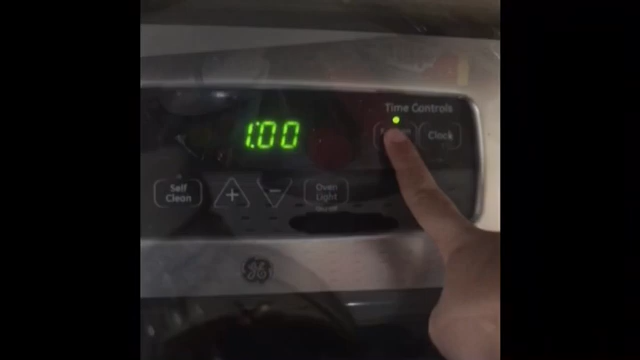 Time Controls
1:00
Clock
Self
Clean
+
−
Oven
Light
GE